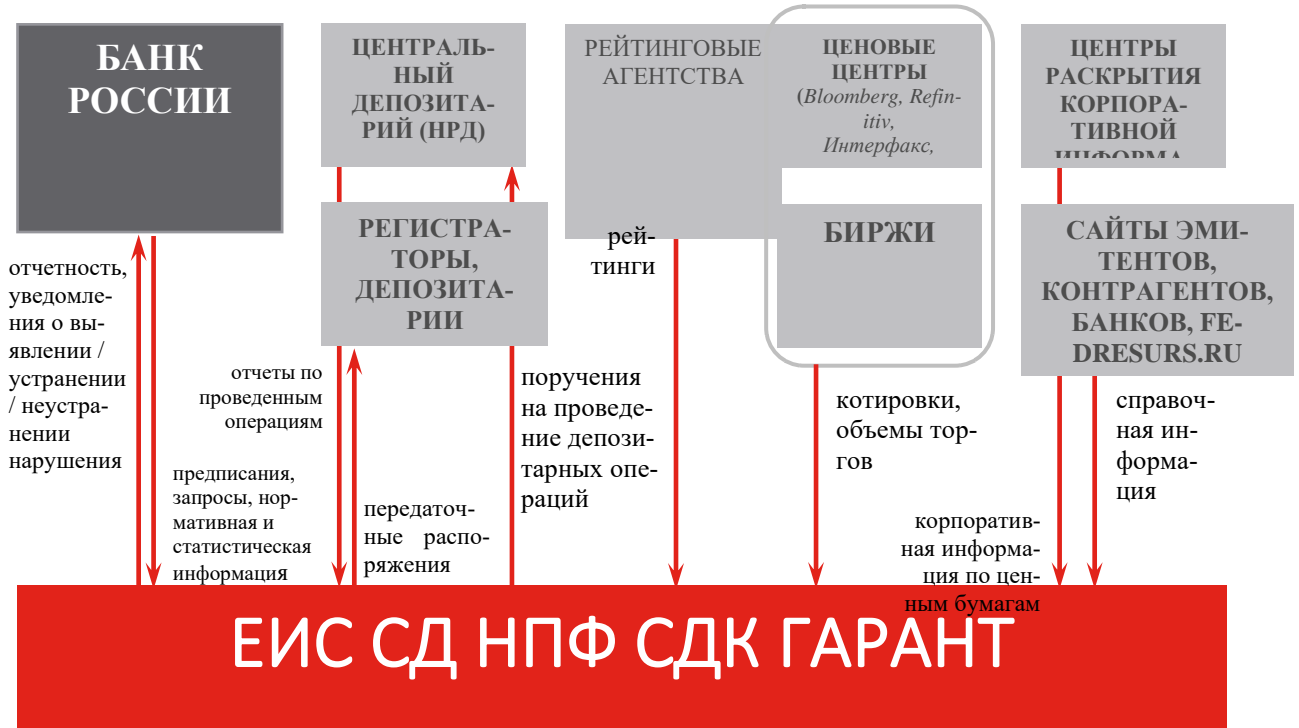 БАНК
РОССИИ
ЦЕНТРАЛЬ-
НЫЙ
ДЕПОЗИТА-
РИЙ (НРД)
РЕЙТИНГОВЫЕ
АГЕНТСТВА
ЦЕНОВЫЕ
ЦЕНТРЫ
(Bloomberg, Refin-
itiv,
Интерфакс,
ЦЕНТРЫ
РАСКРЫТИЯ
КОРПОРА-
ТИВНОЙ
ИНФОРМА-
РЕГИСТРА-
ТОРЫ,
ДЕПОЗИТА-
РИИ
БИРЖИ
САЙТЫ ЭМИ-
ТЕНТОВ,
КОНТРАГЕНТОВ,
БАНКОВ, FE-
DRESURS.RU
отчетность,
уведомле-
ния о вы-
явлении /
устранении
/ неустра-
нении
нарушения
предписания,
запросы, нор-
мативная и
статистическая
информация
отчеты по
проведенным
операциям
передаточ-
ные распо-
ряжения
поручения
на проведе-
ние депози-
тарных опе-
раций
рей-
тинги
котировки,
объемы тор-
гов
корпоратив-
ная информа-
ция по цен-
ным бумагам
справоч-
ная ин-
форма-
ция
ЕИС СД НПФ СДК ГАРАНТ